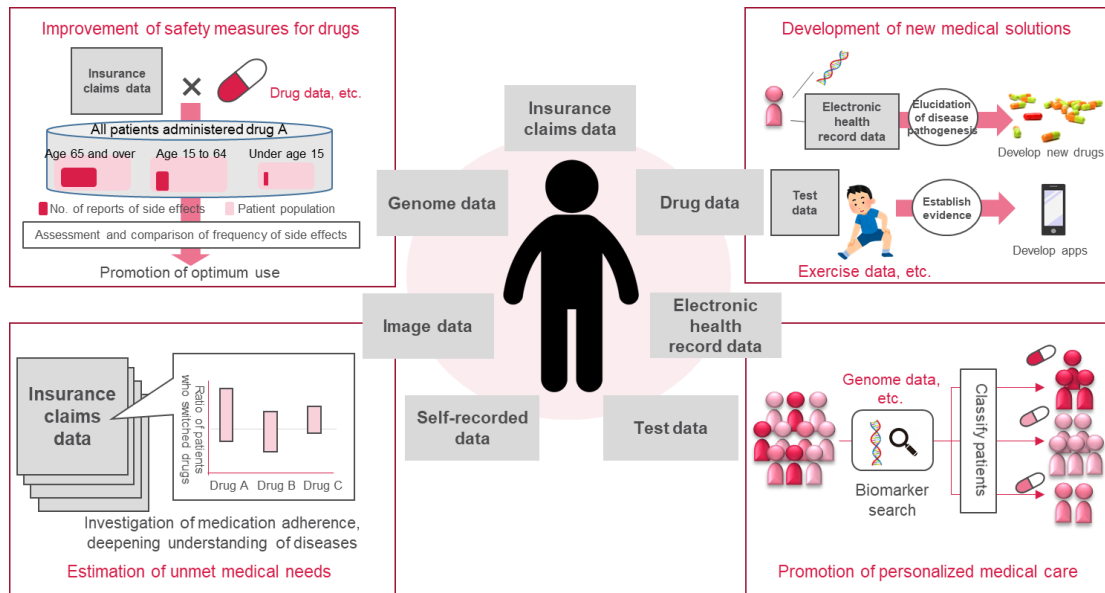 Improvement of safety measures for drugs
Insurance
claims data
×
Drug data, etc.
All patients administered drug A
Age 65 and over
Age 15 to 64
Under age 15
No. of reports of side effects
Patient population
Assessment and comparison of frequency of side effects
Promotion of optimum use
Insurance
claims data
Genome data
Drug data
Image data
Electronic
health
record data
Self-recorded
data
Test data
Development of new medical solutions
Electronic
health
record data
Elucidation
of disease
pathogenesis
Develop new drugs
Test
data
Establish
evidence
Develop apps
Exercise data, etc.
Insurance
claims
data
Ratio of patients
who switched drugs
Drug A
Drug B
Drug C
Investigation of medication adherence,
deepening understanding of diseases
Estimation of unmet medical needs
Genome data,
etc.
Biomarker
search
Classify patients
Promotion of personalized medical care